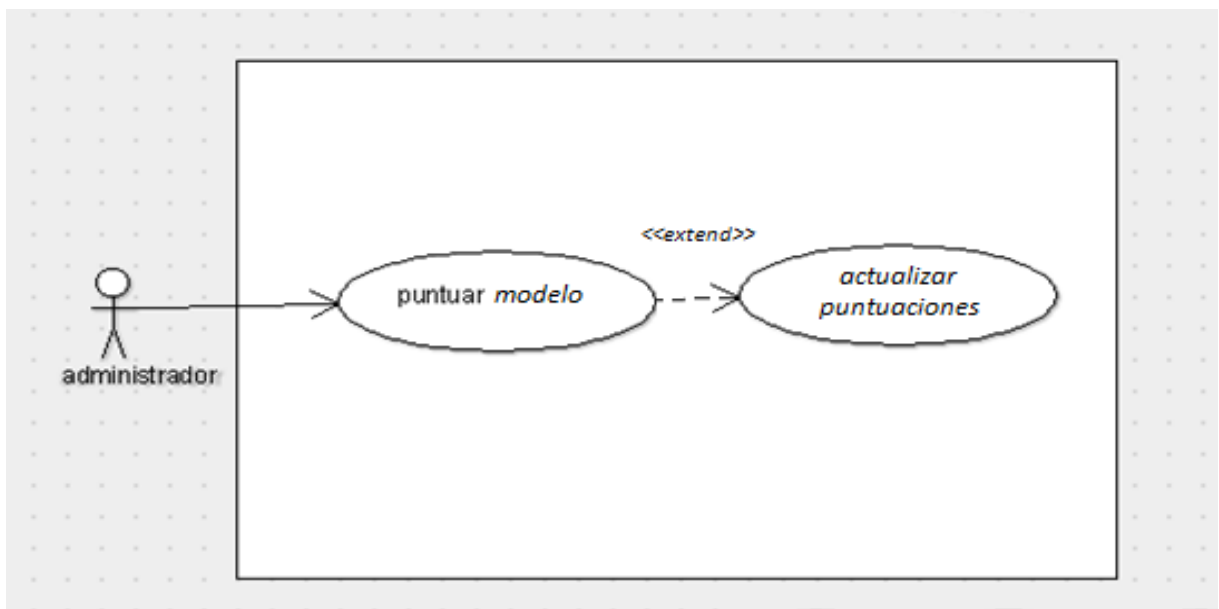 <<extend>>
puntuar modelo
actualizar
puntuaciones
administrador